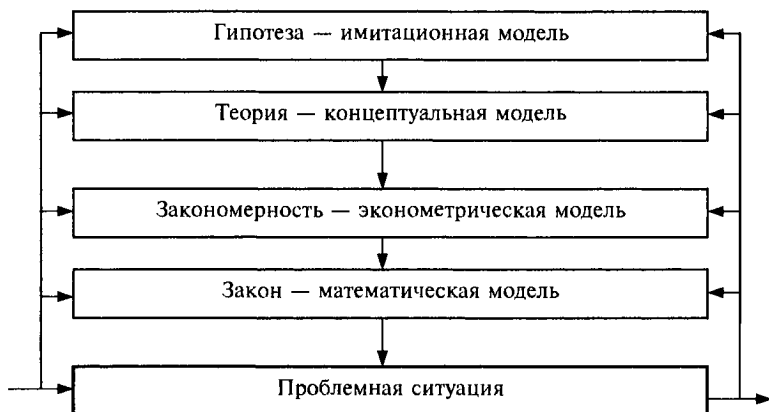 Гипотеза — имитационная модель
Теория — концептуальная модель
Закономерность — эконометрическая модель
Закон — математическая модель
Проблемная ситуация